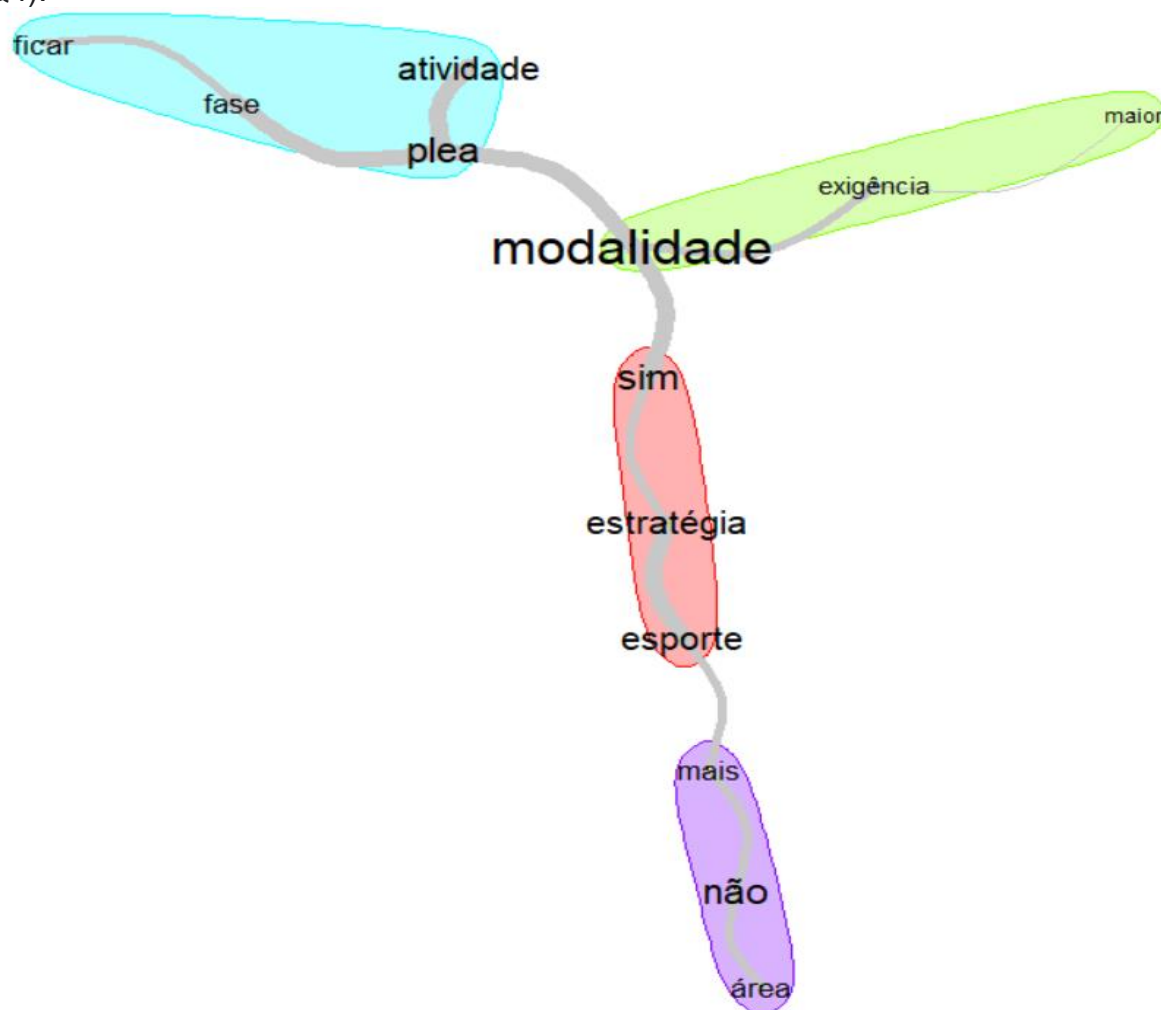 ficar
atividade
fase
plea
maior
exigência
modalidade
sim
estratégia
esporte
mais
não
área